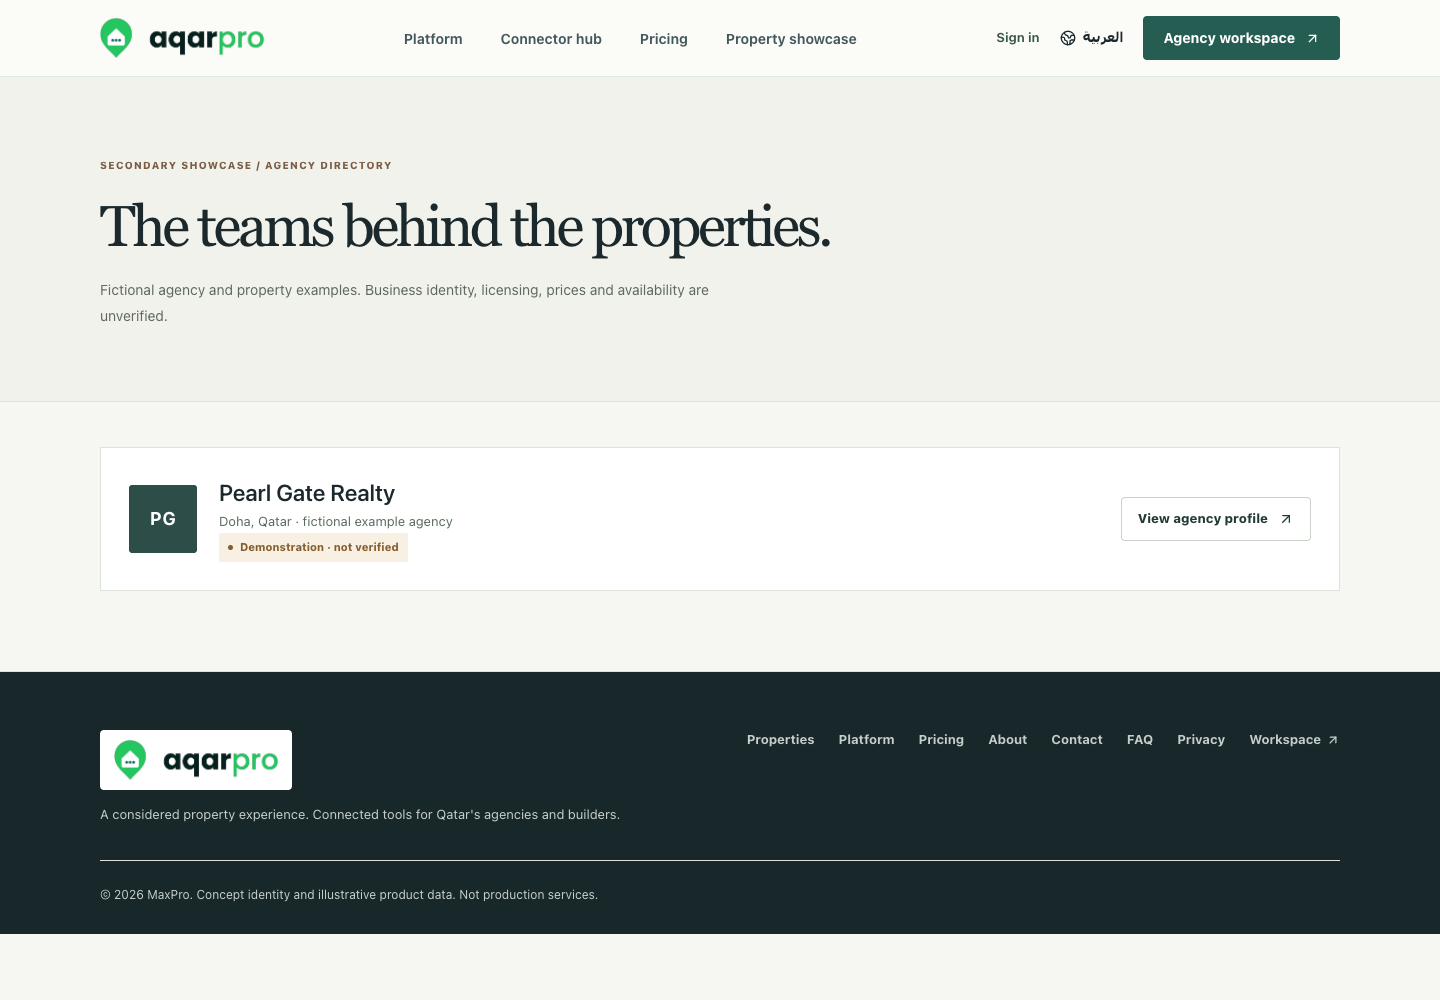 aqarpro
Platform
Connector hub
Pricing
Property showcase
Sign in
العربية
Agency workspace
SECONDARY SHOWCASE / AGENCY DIRECTORY
The teams behind the properties.
Fictional agency and property examples. Business identity, licensing, prices and availability are
unverified.
PG
Pearl Gate Realty
Doha, Qatar · fictional example agency
Demonstration · not verified
View agency profile
aqarpro
Properties
Platform
Pricing
About
Contact
FAQ
Privacy
Workspace
A considered property experience. Connected tools for Qatar's agencies and builders.
© 2026 MaxPro. Concept identity and illustrative product data. Not production services.